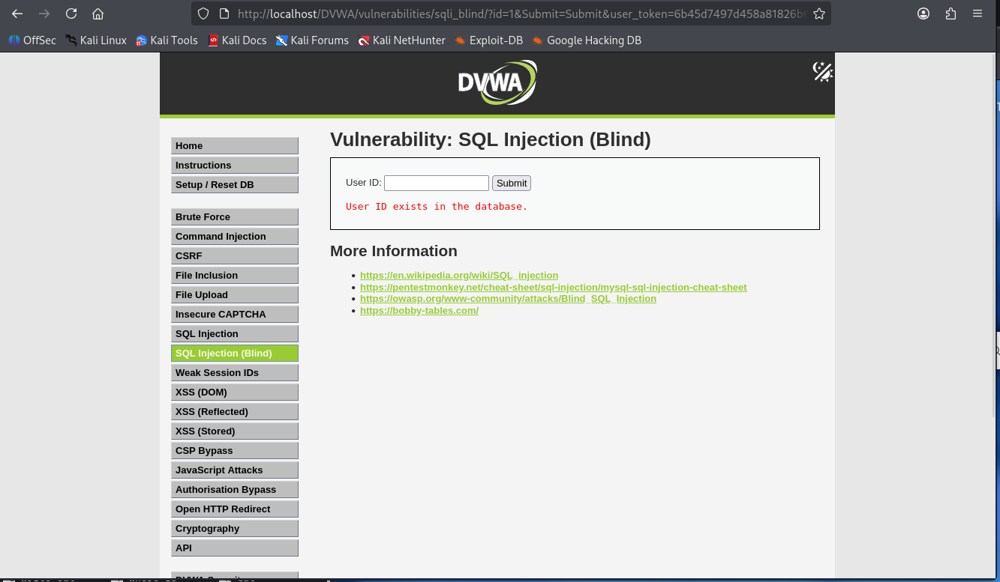 http://localhost/DVWA/vulnerabilities/sqli_blind/?id=1&Submit=Submit&user_token=6b45d7497d458a81826b6
OffSec Kali Linux Kali Tools Kali Docs Kali Forums Kali NetHunter Exploit-DB Google Hacking DB
DVWA
Vulnerability: SQL Injection (Blind)
User ID: Submit
User ID exists in the database.
More Information
https://en.wikipedia.org/wiki/SQL_injection
https://pentestmonkey.net/cheat-sheet/sql-injection/mysql-sql-injection-cheat-sheet
https://owasp.org/www-community/attacks/Blind_SQL_Injection
https://bobby-tables.com/
Home
Instructions
Setup / Reset DB
Brute Force
Command Injection
CSRF
File Inclusion
File Upload
Insecure CAPTCHA
SQL Injection
SQL Injection (Blind)
Weak Session IDs
XSS (DOM)
XSS (Reflected)
XSS (Stored)
CSP Bypass
JavaScript Attacks
Authorisation Bypass
Open HTTP Redirect
Cryptography
API